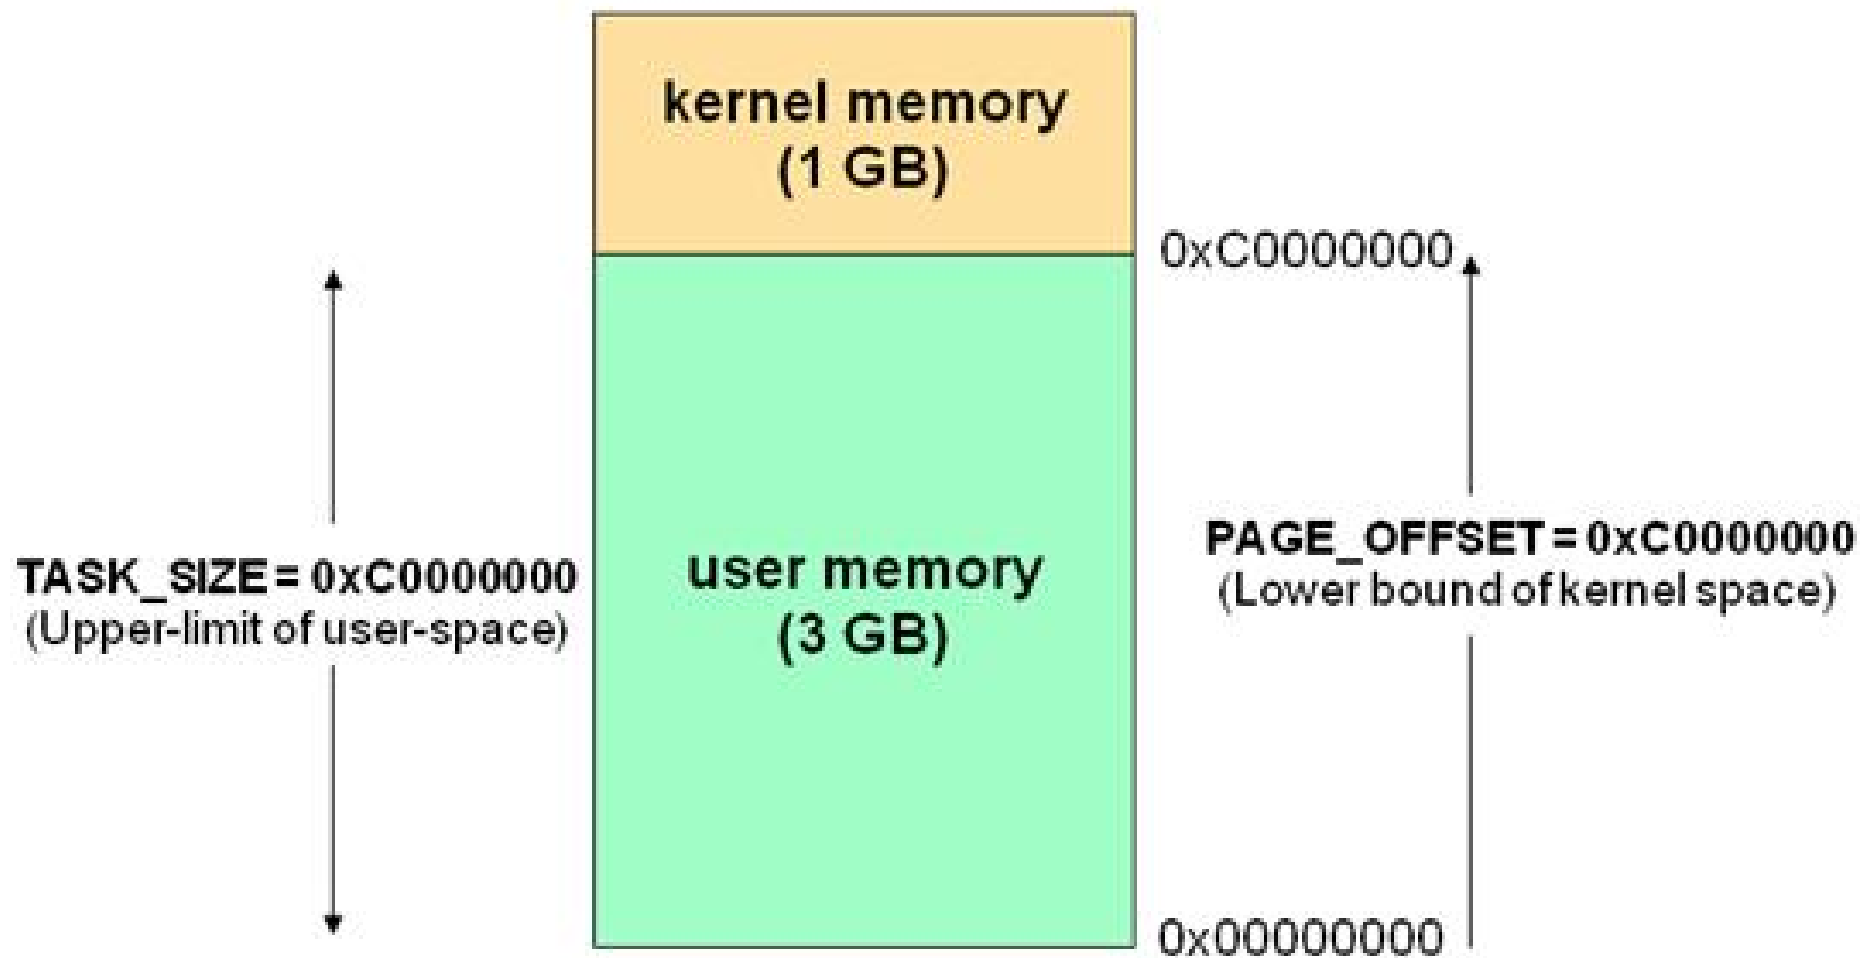 kernel memory
(1 GB)
0xC0000000
TASK_SIZE = 0xC0000000
(Upper-limit of user-space)
user memory
(3 GB)
PAGE_OFFSET = 0xC0000000
(Lower bound of kernel space)
0x00000000